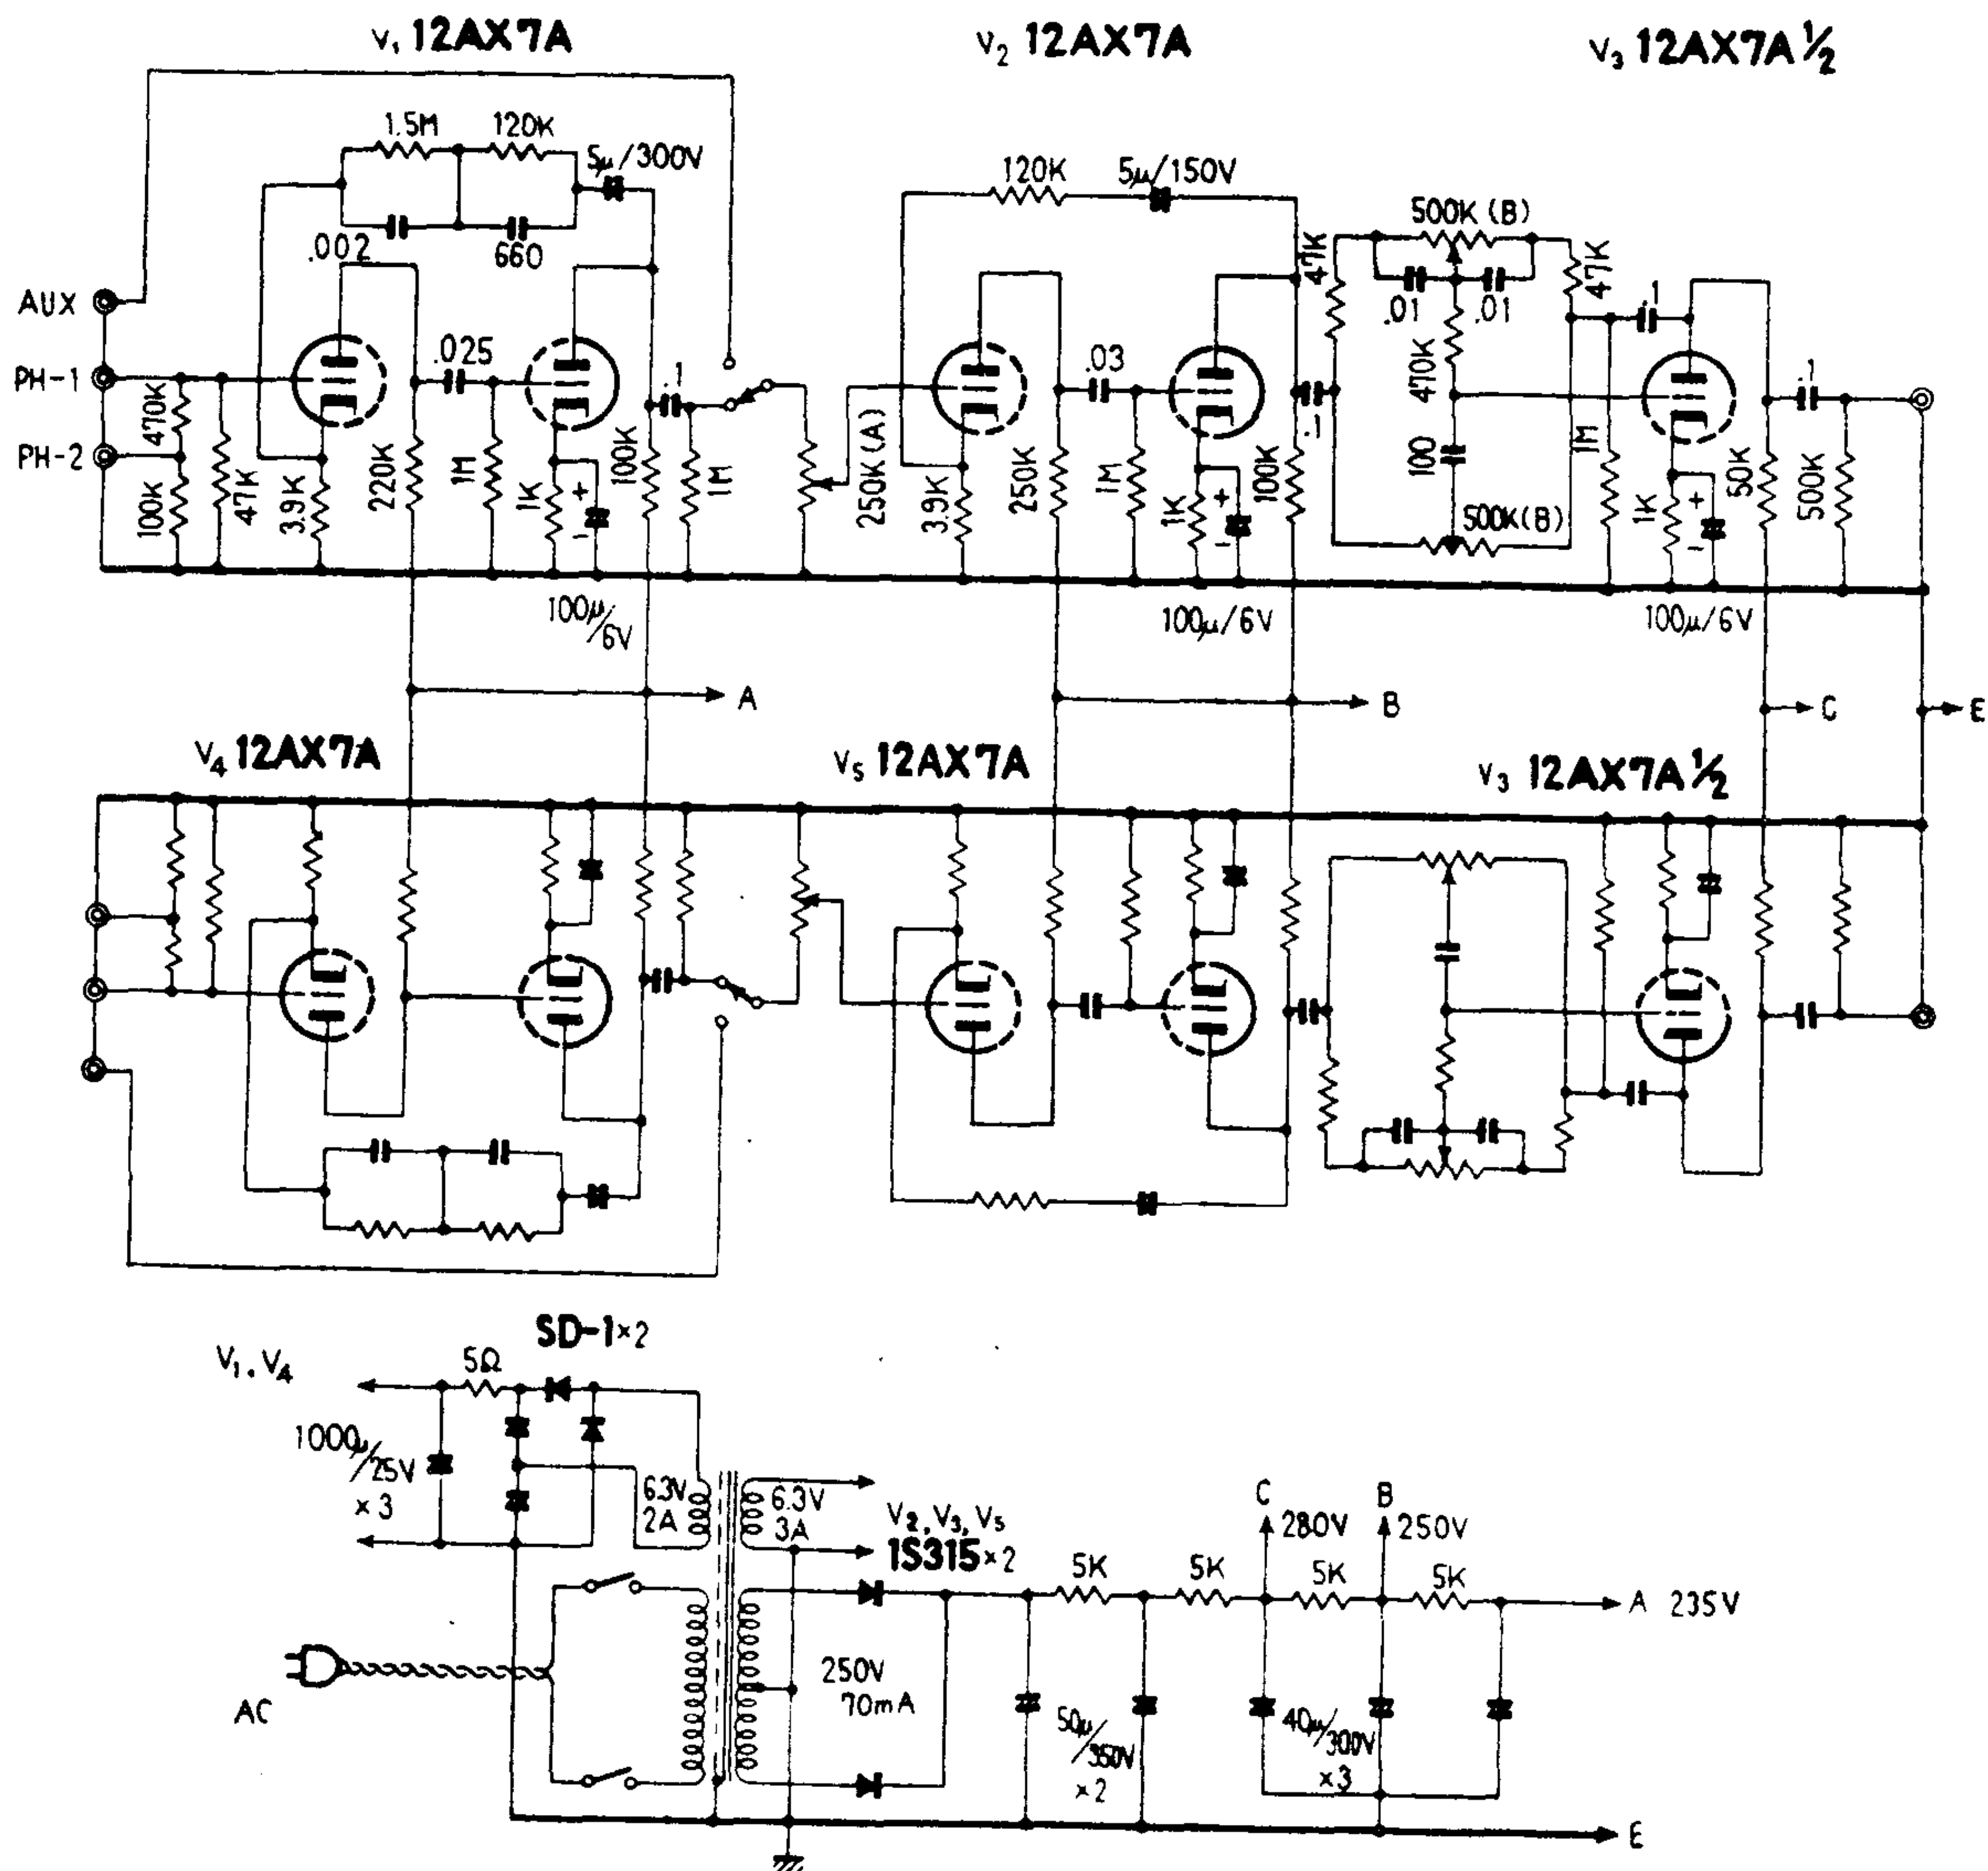 V₁ 12AX7A
V₂ 12AX7A
V₃ 12AX7A½
1.5M
120K
5μ/300V
.002
660
120K
5μ/150V
500K (B)
47K
.01
.01
47K
.1
AUX
PH-1
PH-2
470K
100K
47K
3.9K
220K
.025
1M
1K
+
-
100K
.1
1M
250K(A)
3.9K
250K
.03
1M
1K
+
-
100K
.1
470K
100
500K(B)
1M
1K
+
-
50K
.1
500K
100μ/6V
100μ/6V
100μ/6V
A
B
C
E
V₄ 12AX7A
V₅ 12AX7A
V₃ 12AX7A½
SD-1×2
V₁, V₄
5Ω
1000μ/25V
×3
6.3V
2A
6.3V
3A
V₂, V₃, V₅
1S315×2
AC
250V
70mA
5K
5K
5K
5K
C
280V
B
250V
A 235V
50μ/350V
×2
40μ/300V
×3
E